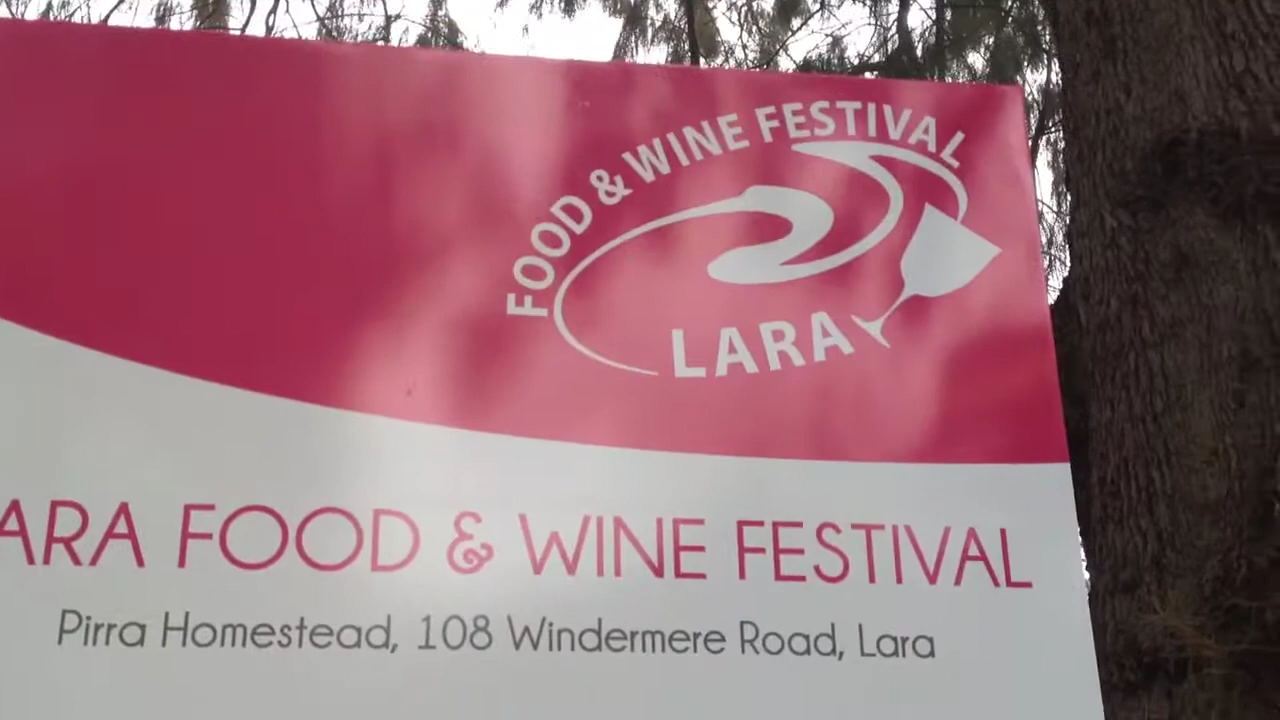 FOOD & WINE FESTIVAL
LARA
ARA FOOD & WINE FESTIVAL
Pirra Homestead, 108 Windermere Road, Lara